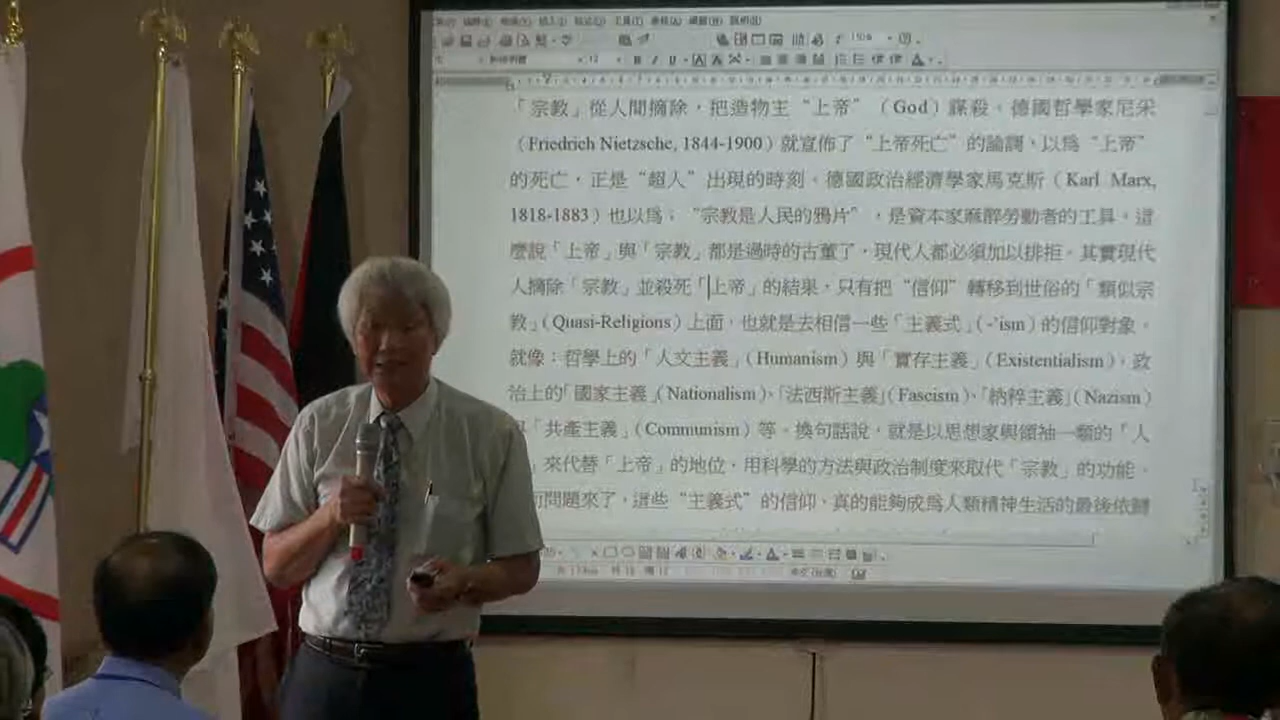 「宗教」從人間摘除，把造物主“上帝”（God）謀殺。德國哲學家尼采
（Friedrich Nietzsche, 1844-1900）就宣佈了“上帝死亡”的論調，以為“上帝”
的死亡，正是“超人”出現的時刻。德國政治經濟學家馬克斯（Karl Marx,
1818-1883）也以為：“宗教是人民的鴉片”，是資本家麻醉勞動者的工具。這
麼說「上帝」與「宗教」都是過時的古董了，現代人都必須加以排拒。其實現代
人摘除「宗教」並殺死「上帝」的結果，只有把“信仰”轉移到世俗的「類似宗
教」（Quasi-Religions）上面，也就是去相信一些「主義式」（-'ism）的信仰對象。
就像：哲學上的「人文主義」（Humanism）與「實存主義」（Existentialism），政
治上的「國家主義」（Nationalism）、「法西斯主義」（Fascism）、「納粹主義」（Nazism）
「共產主義」（Communism）等。換句話說，就是以思想家與領袖一類的「人
」來代替「上帝」的地位，用科學的方法與政治制度來取代「宗教」的功能。
問題來了，這些“主義式”的信仰，真的能夠成為人類精神生活的最後依歸